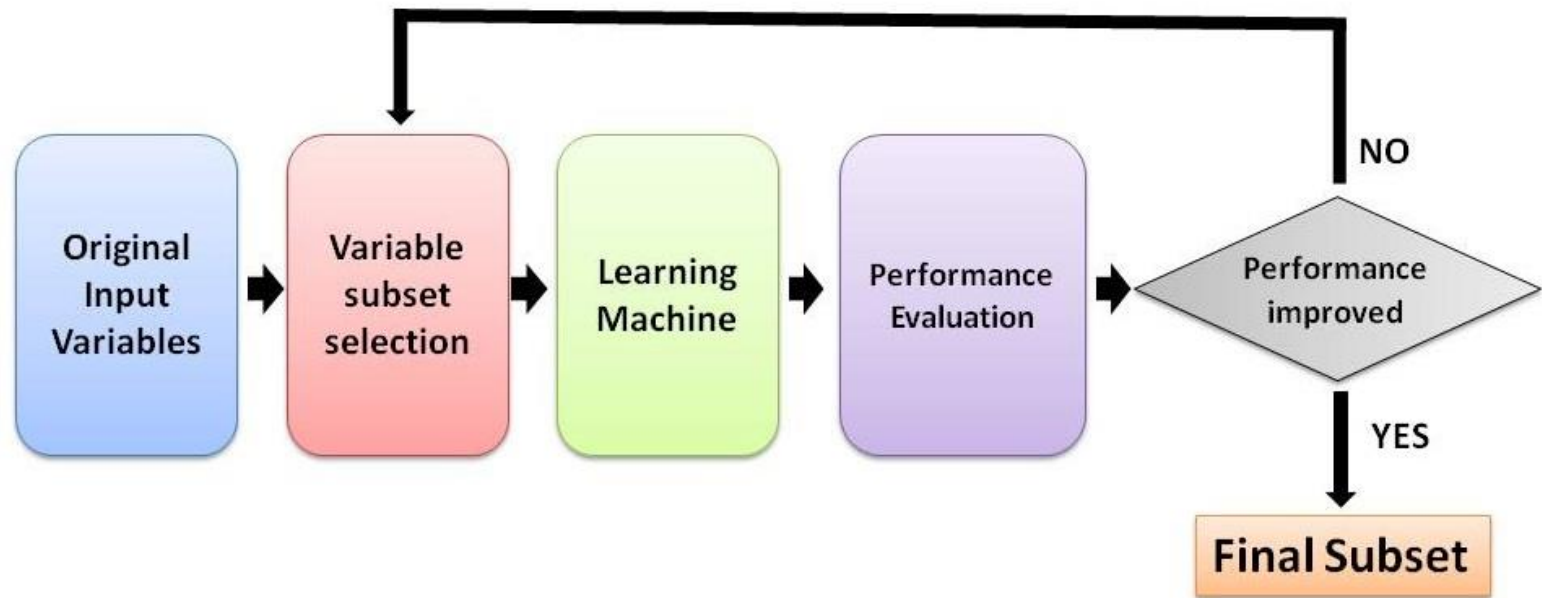 Original
Input
Variables
Variable
subset
selection
Learning
Machine
Performance
Evaluation
Performance
improved
NO
YES
Final Subset